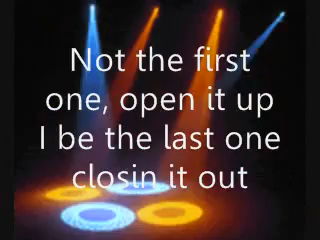 Not the first
one, open it up
I be the last one
closin it out